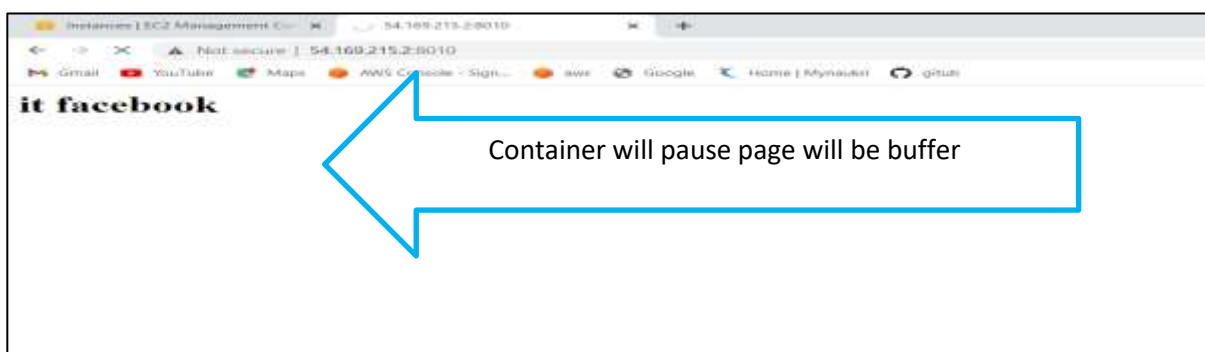 Instances | EC2 Management Co 54.169.215.2:8010
Not secure | 54.169.215.2:8010
Gmail YouTube Maps AWS Console - Sign... aws Google Home | Mynaukri github
it facebook
Container will pause page will be buffer